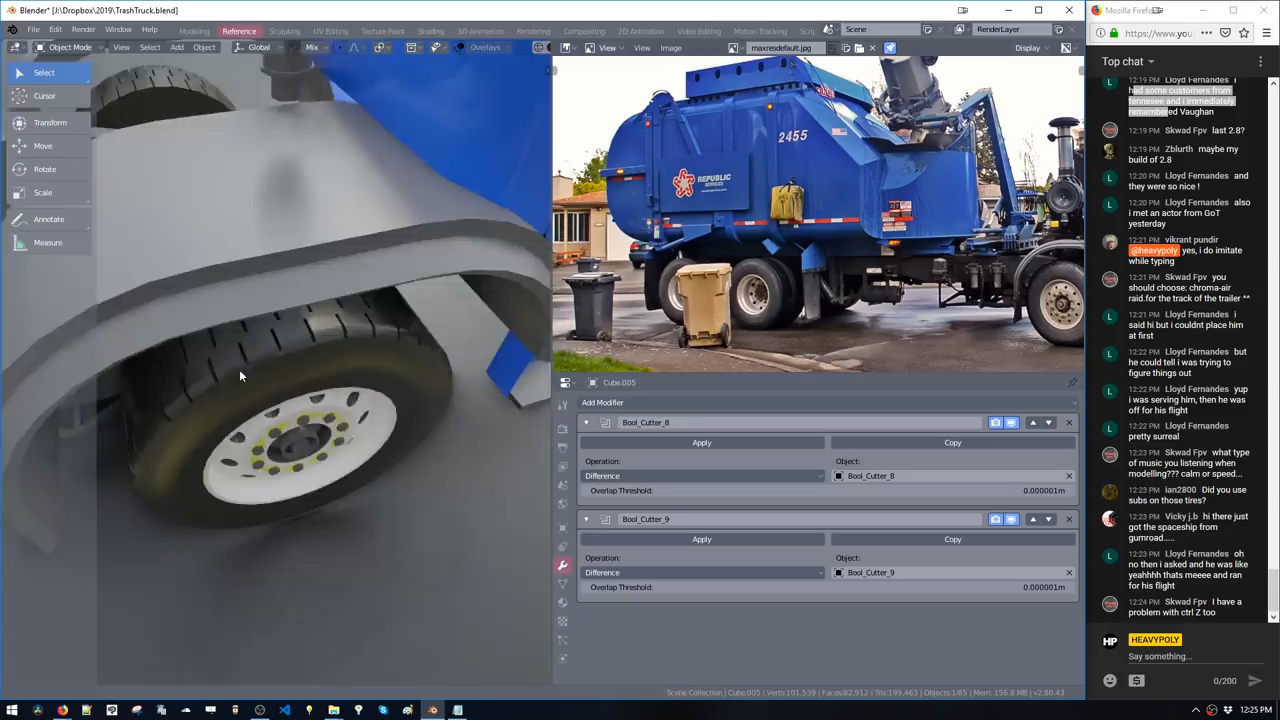 Blender* [J:\Dropbox\2019\TrashTruck.blend]
File Edit Render Window Help
Modeling Reference Sculpting UV Editing Texture Paint Shading 3D-Animation Rendering Compositing 2D Animation Video Editing Motion Tracking
Scene RenderLayer
Object Mode View Select Add Object Global Mix Overlays
View View Image maxresdefault.jpg Display
Select
Cursor
Transform
Move
Rotate
Scale
Annotate
Measure
2455
REPUBLIC
SERVICES
Cube.005
Add Modifier
Bool_Cutter_8
Apply Copy
Operation: Object:
Difference Bool_Cutter_8
Overlap Threshold: 0.000001m
Bool_Cutter_9
Apply Copy
Operation: Object:
Difference Bool_Cutter_9
Overlap Threshold: 0.000001m
Scene Collection | Cube.005 | Verts:101,539 | Faces:82,912 | Tris:199,463 | Objects:1/85 | Mem: 156.8 MB | v2.80.43
Mozilla Firef
https://www.you
Top chat
12:19 PM Lloyd Fernandes i
had some customers from
Tennesee and i immediately
remembered Vaughan
12:19 PM Skwad Fpv last 2.8?
12:19 PM Zblurth maybe my
build of 2.8
12:20 PM Lloyd Fernandes and
they were so nice !
12:20 PM Lloyd Fernandes also
i met an actor from GoT
yesterday
12:21 PM vikrant pundir
@heavypoly yes, i do imitate
while typing
12:21 PM Skwad Fpv you
should choose: chroma-air
raid.for the track of the trailer ^^
12:21 PM Lloyd Fernandes i
said hi but i couldnt place him
at first
12:22 PM Lloyd Fernandes but
he could tell i was trying to
figure things out
12:22 PM Lloyd Fernandes yup
i was serving him, then he was
off for his flight
12:22 PM Lloyd Fernandes
pretty surreal
12:23 PM Skwad Fpv what type
of music you listening when
modelling??? calm or speed...
12:23 PM ian2800 Did you use
subs on those tires?
12:23 PM Vicky j.b hi there just
got the spaceship from
gumroad.....
12:23 PM Lloyd Fernandes oh
no then i asked and he was like
yeahhhh thats meeee and ran
for his flight
12:24 PM Skwad Fpv I have a
problem with ctrl Z too
HP HEAVYPOLY
Say something...
0/200
12:25 PM